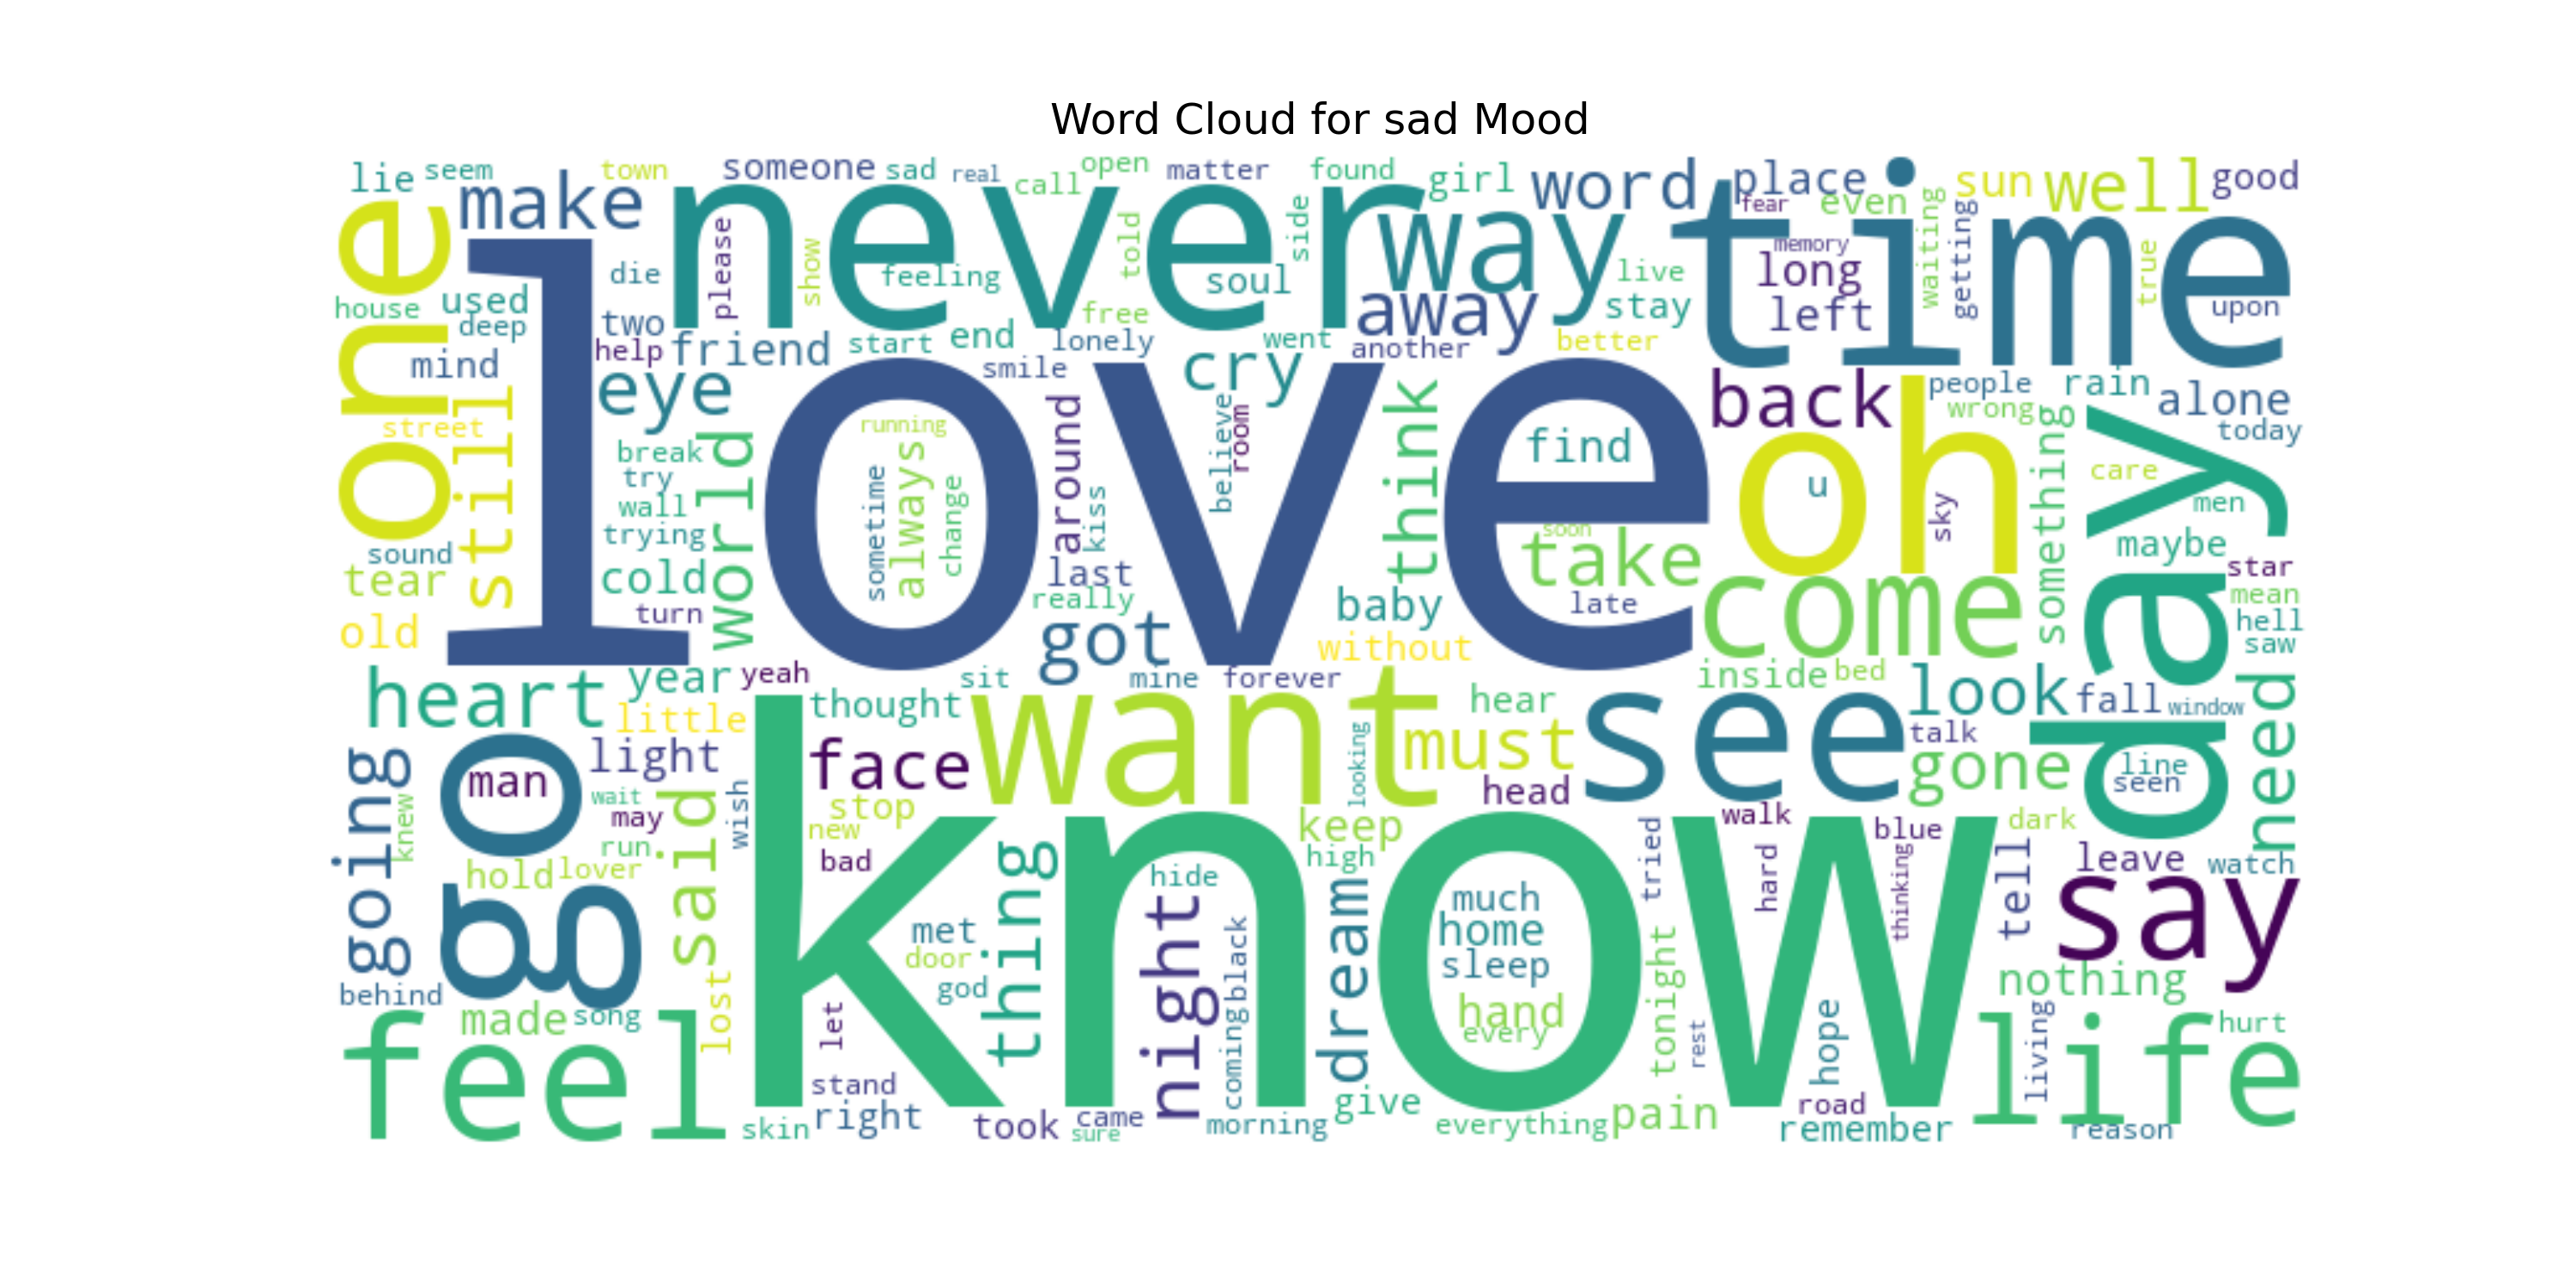 Word Cloud for sad Mood
lie
seem
town
someone
sad
real
call
open
matter
found
girl
word
place
fear
even
sun
well
good
make
never
way
time
one
please
show
feeling
told
side
soul
die
house
used
deep
two
help
friend
mind
free
start
end
lonely
went
away
another
live
stay
better
memory
long
left
waiting
getting
true
upon
smile
cry
eye
still
street
love
running
sometime
always
change
around
kiss
believe
room
think
find
soon
take
late
back
oh
u
sky
people
wrong
something
rain
alone
today
care
men
maybe
day
star
mean
hell
saw
break
try
wall
trying
world
cold
turn
sound
tear
old
last
really
got
baby
without
come
heart
year
yeah
little
thought
sit
mine
forever
want
hear
must
inside
bed
look
fall
window
see
talk
gone
line
seen
need
going
knew
go
man
light
wait
may
run
hold
lover
said
wish
face
stop
new
bad
know
looking
head
keep
high
walk
blue
dark
leave
watch
behind
made
song
lost
let
met
door
god
thing
hide
night
black
coming
dream
much
home
sleep
hand
every
tried
tonight
rest
hard
thinking
hope
tell
say
nothing
living
hurt
feel
life
stand
right
skin
took
came
sure
morning
give
everything
pain
road
remember
reason